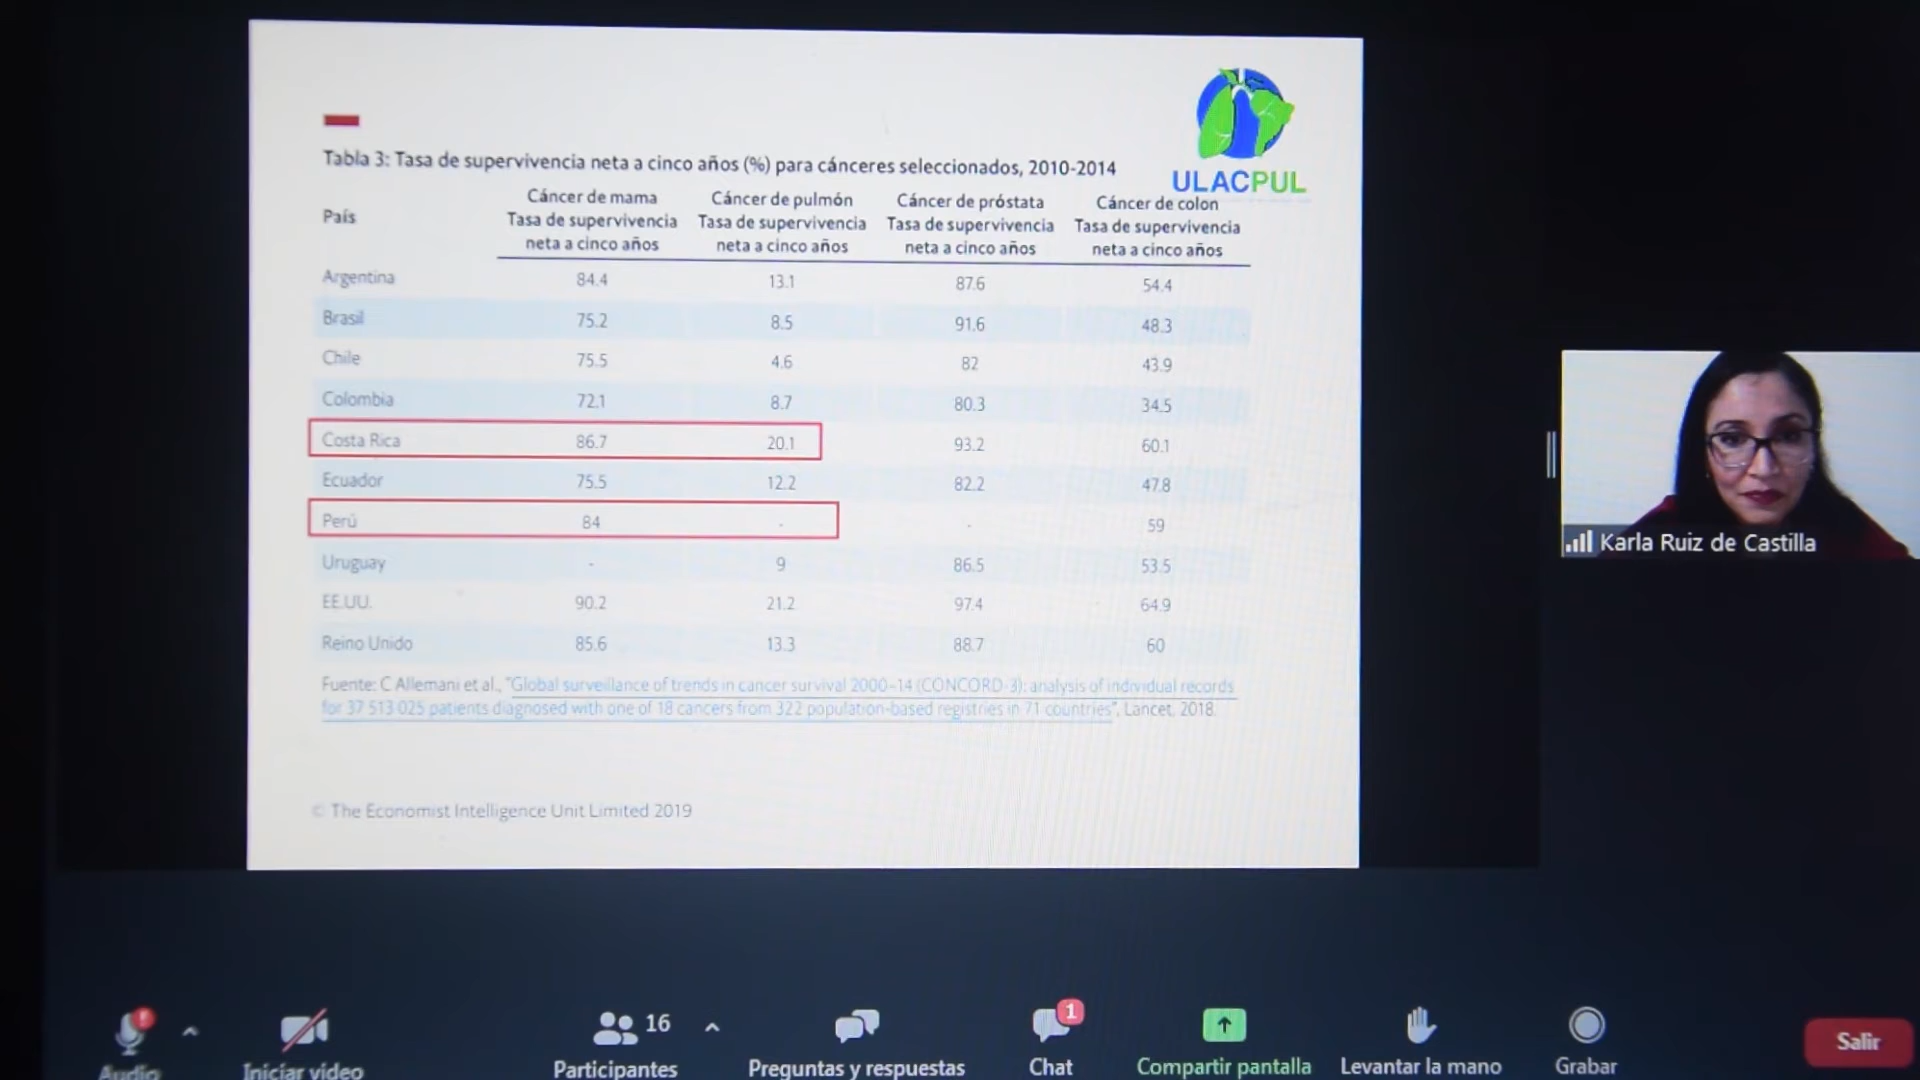 ULACPUL
Tabla 3: Tasa de supervivencia neta a cinco años (%) para cánceres seleccionados, 2010-2014
País
Cáncer de mama
Tasa de supervivencia
neta a cinco años
Cáncer de pulmón
Tasa de supervivencia
neta a cinco años
Cáncer de próstata
Tasa de supervivencia
neta a cinco años
Cáncer de colon
Tasa de supervivencia
neta a cinco años
Argentina 84.4 13.1 87.6 54.4
Brasil 75.2 8.5 91.6 48.3
Chile 75.5 4.6 82 43.9
Colombia 72.1 8.7 80.3 34.5
Costa Rica 86.7 20.1 93.2 60.1
Ecuador 75.5 12.2 82.2 47.8
Perú 84 - - 59
Uruguay - 9 86.5 53.5
EE.UU. 90.2 21.2 97.4 64.9
Reino Unido 85.6 13.3 88.7 60
Fuente: C Allemani et al., "Global surveillance of trends in cancer survival 2000–14 (CONCORD-3): analysis of individual records
for 37 513 025 patients diagnosed with one of 18 cancers from 322 population-based registries in 71 countries", Lancet, 2018.
© The Economist Intelligence Unit Limited 2019
Karla Ruiz de Castilla
16
1
Audio
Iniciar video
Participantes
Preguntas y respuestas
Chat
Compartir pantalla
Levantar la mano
Grabar
Salir